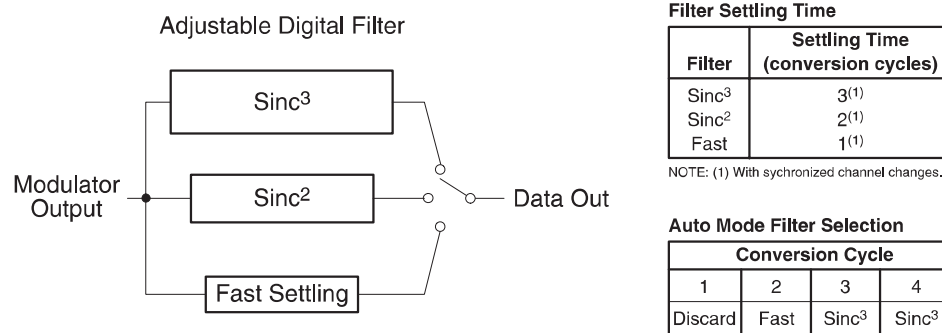 Adjustable Digital Filter
Sinc³
Modulator
Output
Sinc²
Data Out
Fast Settling
Filter Settling Time
Filter Settling Time
(conversion cycles)
Sinc³ 3(1)
Sinc² 2(1)
Fast 1(1)
NOTE: (1) With sychronized channel changes.
Auto Mode Filter Selection
Conversion Cycle
1 2 3 4
Discard Fast Sinc³ Sinc³